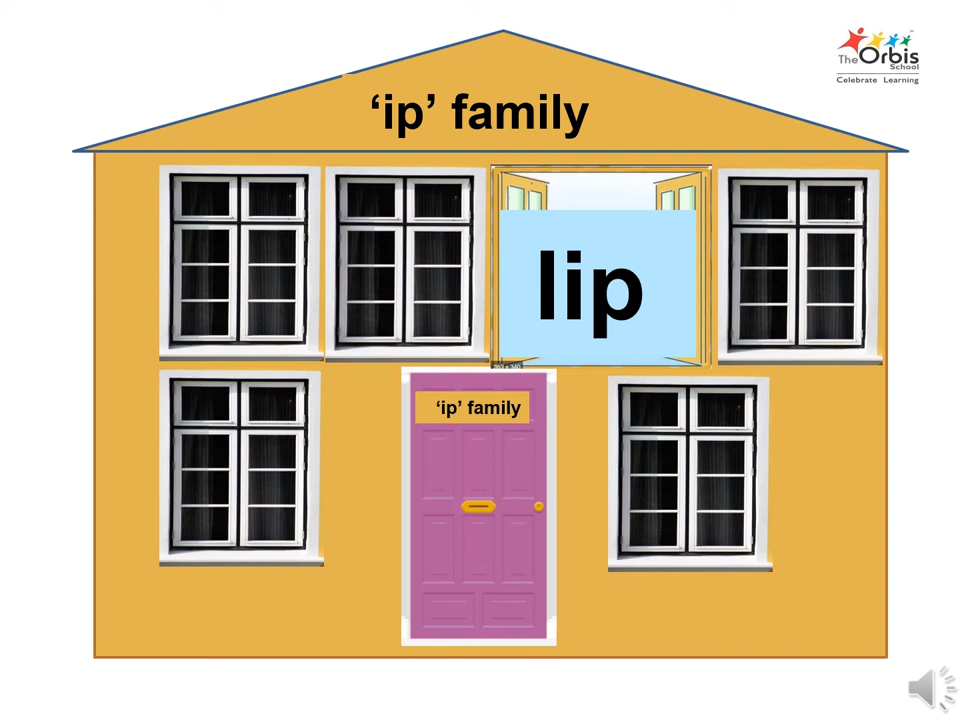 The Orbis
School
Celebrate Learning
‘ip’ family
lip
‘ip’ family